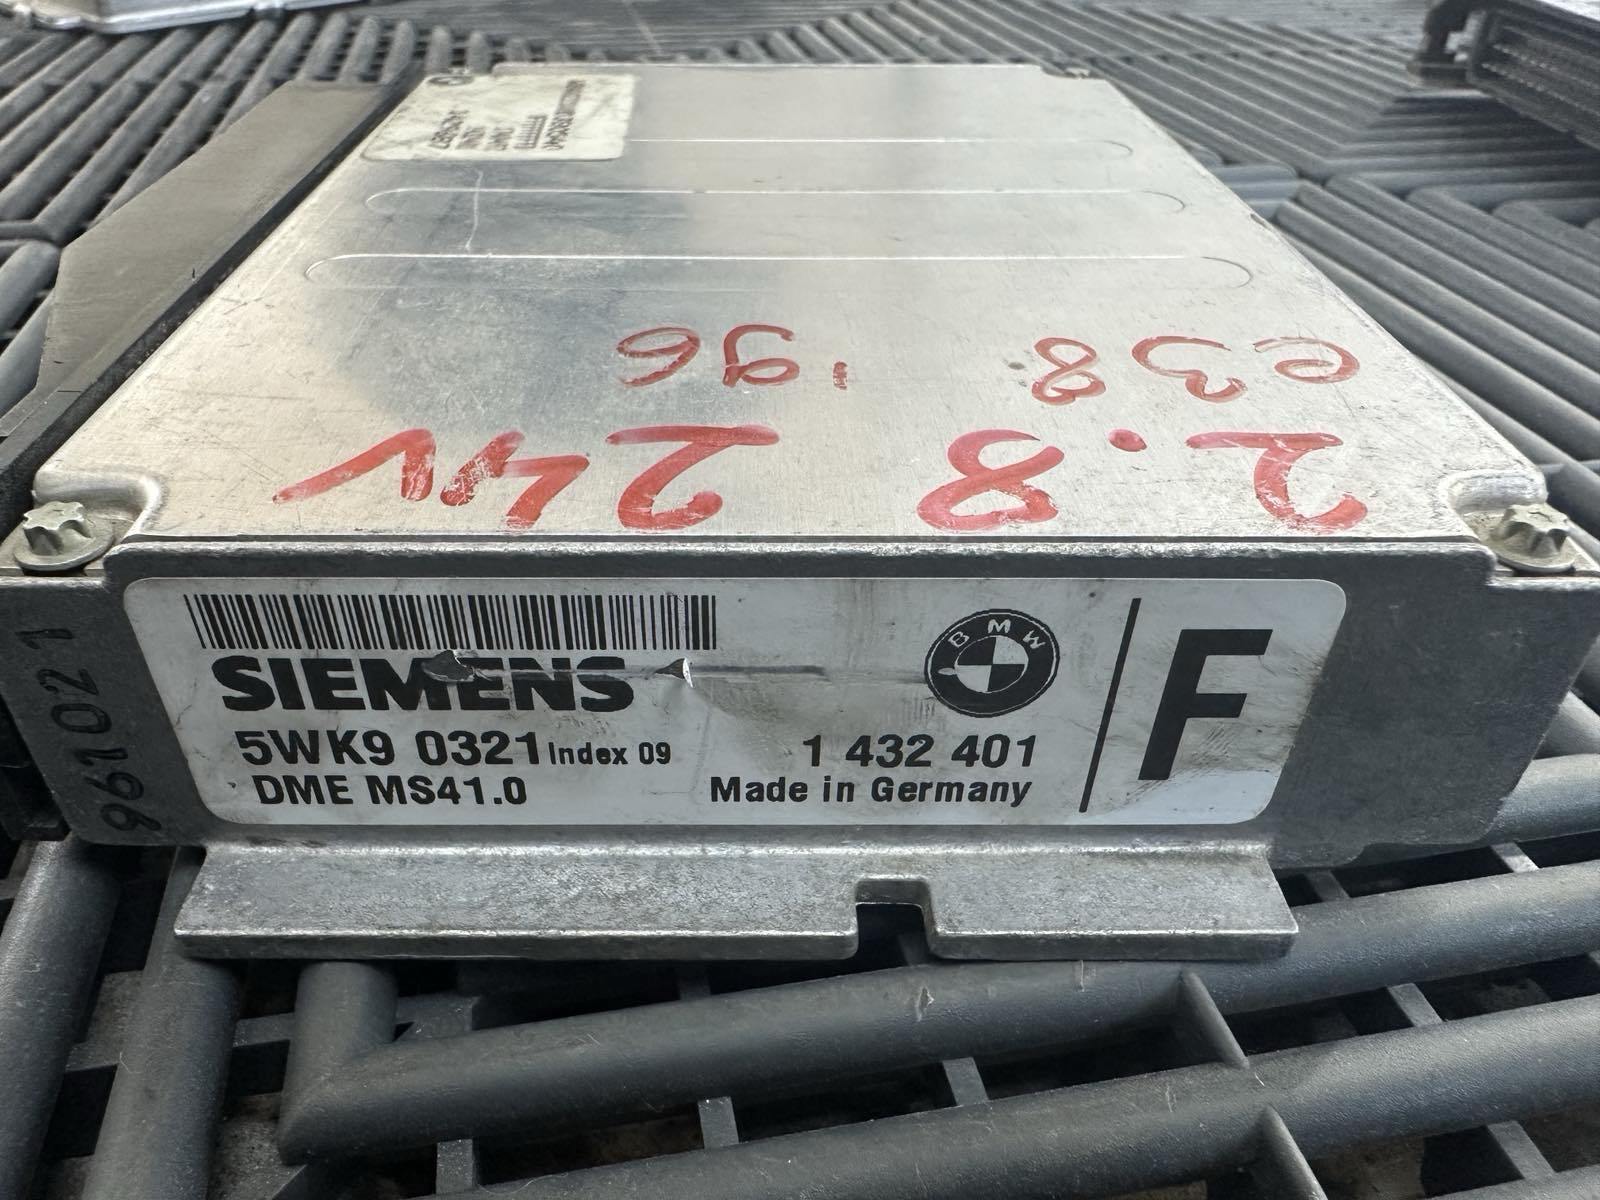 e38 '96
2.8 24V
SIEMENS
5WK9 0321 Index 09
DME MS41.0
BMW
1 432 401
Made in Germany
F
961021